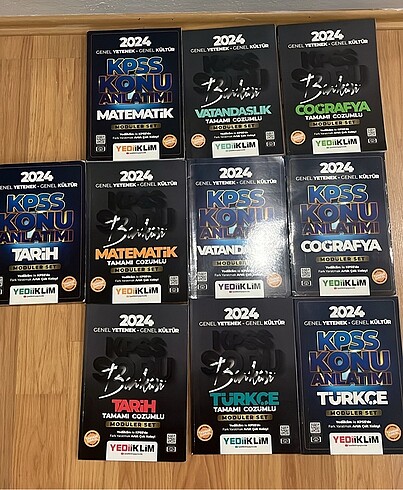 2024
GENEL YETENEK - GENEL KÜLTÜR
KPSS
KONU
ANLATIMI
MATEMATİK
MODÜLER SET
YEDİİKLİM
2024
GENEL YETENEK - GENEL KÜLTÜR
KPSS
SORU
Bankası
VATANDAŞLIK
TAMAMI ÇÖZÜMLÜ
MODÜLER SET
YEDİİKLİM
2024
GENEL YETENEK - GENEL KÜLTÜR
KPSS
SORU
Bankası
COĞRAFYA
TAMAMI ÇÖZÜMLÜ
MODÜLER SET
YEDİİKLİM
2024
GENEL YETENEK - GENEL KÜLTÜR
KPSS
KONU
ANLATIMI
TARİH
MODÜLER SET
YEDİİKLİM
2024
GENEL YETENEK - GENEL KÜLTÜR
KPSS
SORU
Bankası
MATEMATİK
TAMAMI ÇÖZÜMLÜ
MODÜLER SET
YEDİİKLİM
2024
GENEL YETENEK - GENEL KÜLTÜR
KPSS
KONU
ANLATIMI
MODÜLER SET
YEDİİKLİM
2024
GENEL YETENEK - GENEL KÜLTÜR
KPSS
KONU
ANLATIMI
COĞRAFYA
MODÜLER SET
YEDİİKLİM
2024
GENEL YETENEK - GENEL KÜLTÜR
KPSS
SORU
Bankası
TARİH
TAMAMI ÇÖZÜMLÜ
MODÜLER SET
YEDİİKLİM
2024
GENEL YETENEK - GENEL KÜLTÜR
KPSS
SORU
Bankası
TÜRKÇE
TAMAMI ÇÖZÜMLÜ
MODÜLER SET
YEDİİKLİM
2024
GENEL YETENEK - GENEL KÜLTÜR
KPSS
KONU
ANLATIMI
TÜRKÇE
MODÜLER SET
YEDİİKLİM